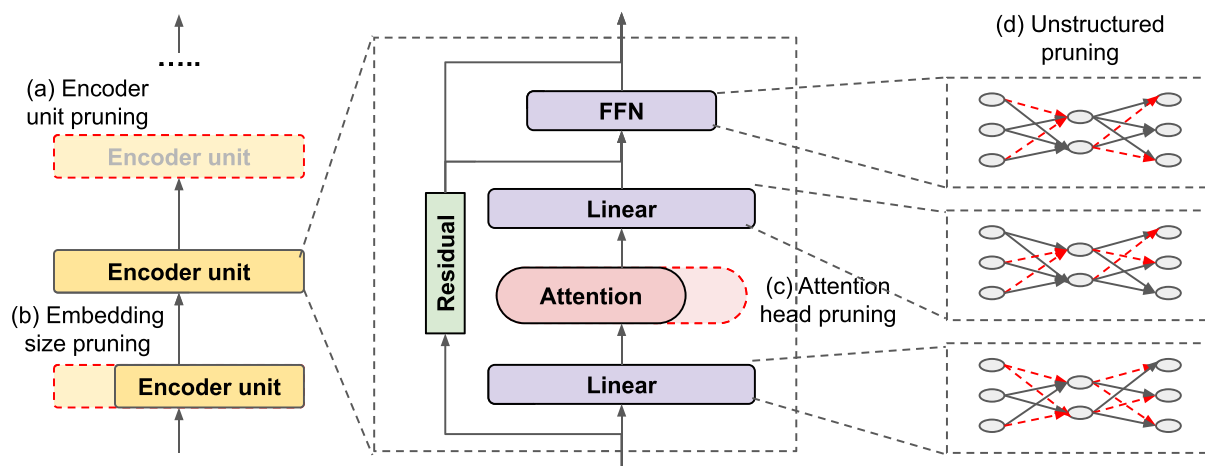 .....
(a) Encoder
unit pruning
Encoder unit
Encoder unit
(b) Embedding
size pruning
Encoder unit
FFN
Linear
Residual
Attention
(c) Attention
head pruning
Linear
(d) Unstructured
pruning